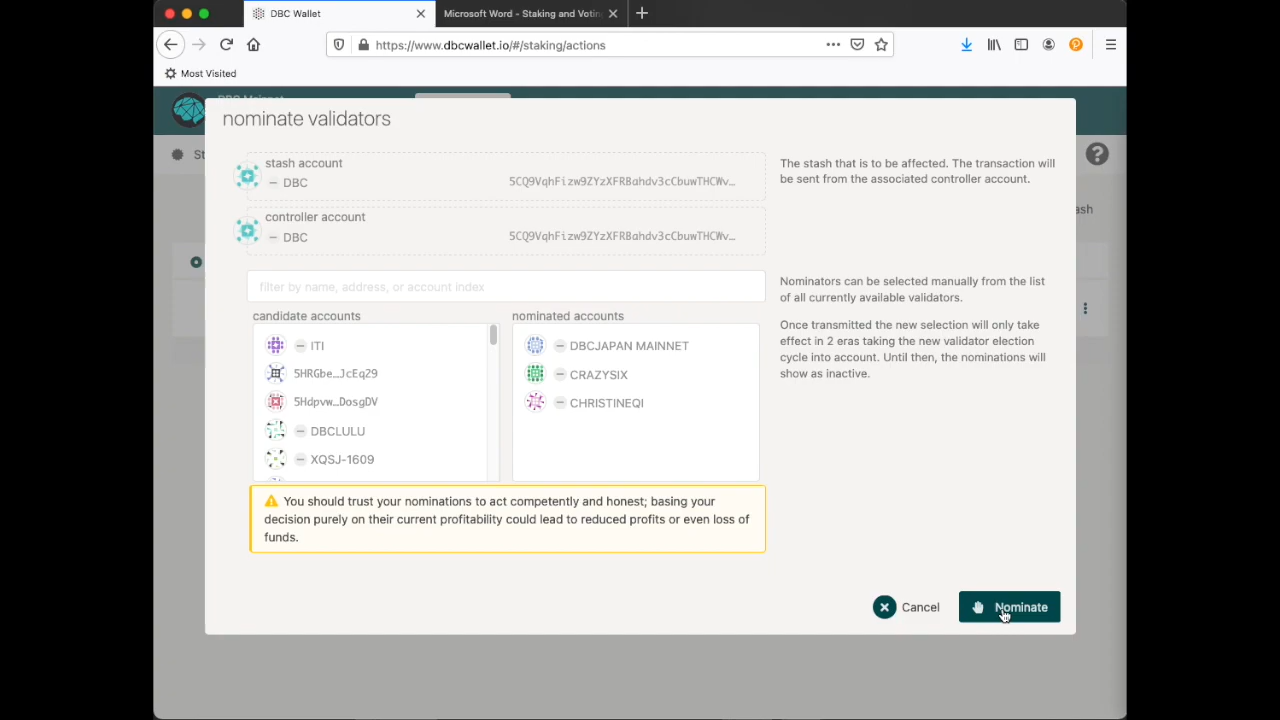 DBC Wallet
Microsoft Word - Staking and Votin
https://www.dbcwallet.io/#/staking/actions
Most Visited
DBC Mainnet
St
ash
nominate validators
stash account
DBC
5CQ9VqhFizw9ZYzXFRBahdv3cCbuwTHCWv…
The stash that is to be affected. The transaction will
be sent from the associated controller account.
controller account
DBC
5CQ9VqhFizw9ZYzXFRBahdv3cCbuwTHCWv…
filter by name, address, or account index
Nominators can be selected manually from the list
of all currently available validators.
Once transmitted the new selection will only take
effect in 2 eras taking the new validator election
cycle into account. Until then, the nominations will
show as inactive.
candidate accounts
ITI
5HRGbe…JcEq29
5Hdpvw…DosgDV
DBCLULU
XQSJ-1609
nominated accounts
DBCJAPAN MAINNET
CRAZYSIX
CHRISTINEQI
You should trust your nominations to act competently and honest; basing your
decision purely on their current profitability could lead to reduced profits or even loss of
funds.
Cancel
Nominate